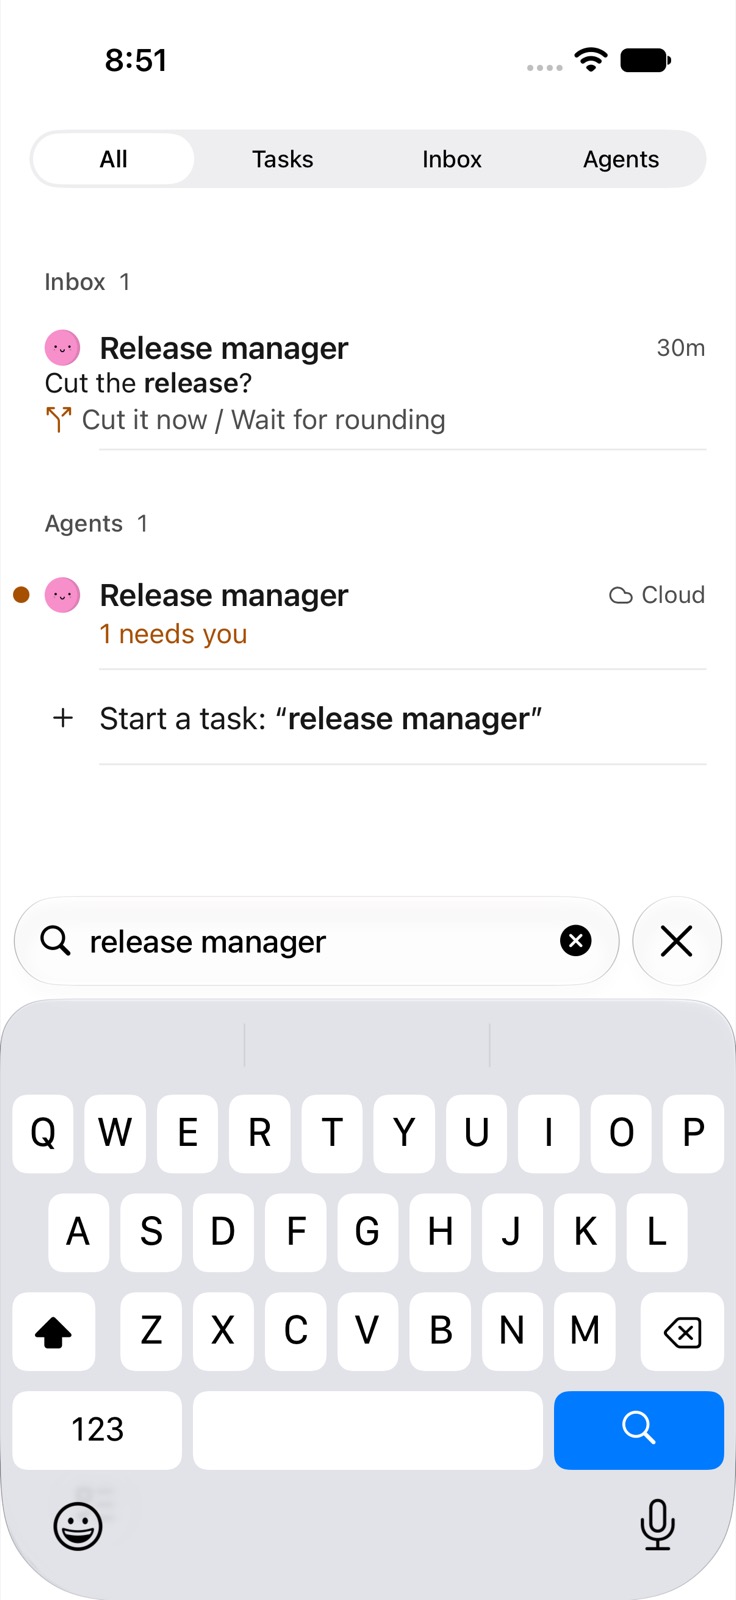 8:51
All Tasks Inbox Agents
Inbox 1
Release manager 30m
Cut the release?
Cut it now / Wait for rounding
Agents 1
Release manager Cloud
1 needs you
+ Start a task: “release manager”
release manager
Q W E R T Y U I O P
A S D F G H J K L
Z X C V B N M
123